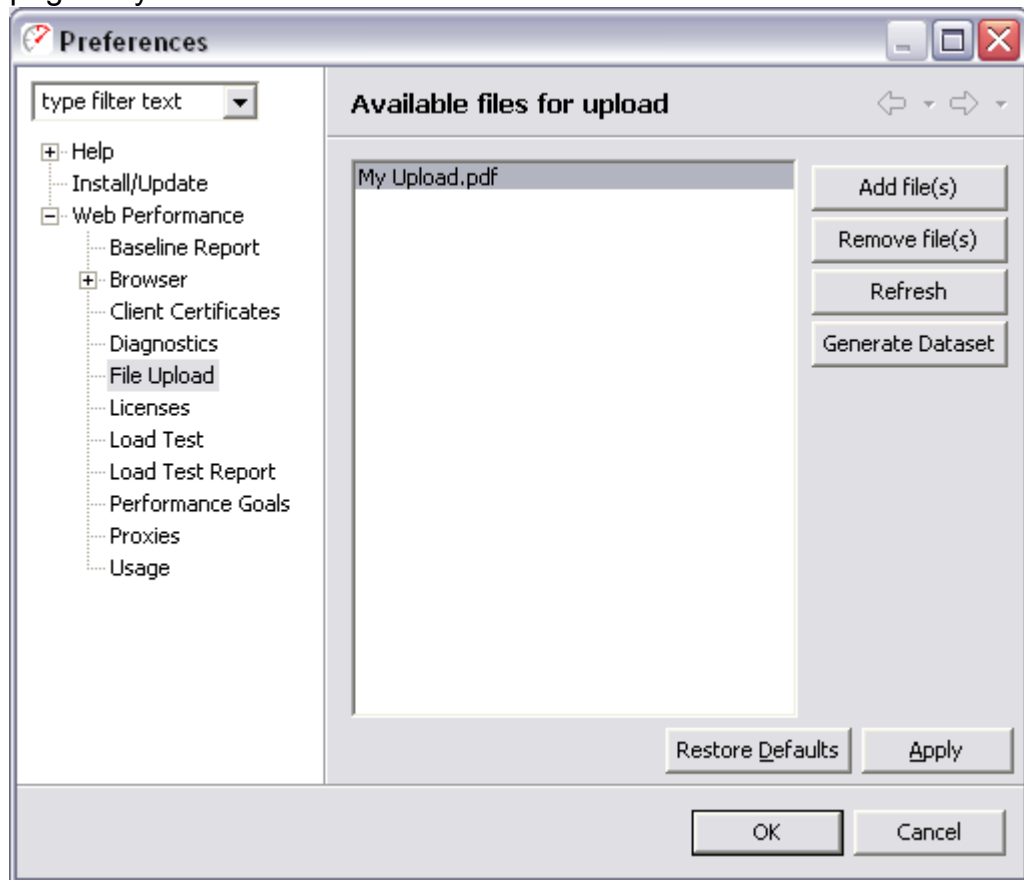 Preferences
type filter text
Help
Install/Update
Web Performance
Baseline Report
Browser
Client Certificates
Diagnostics
File Upload
Licenses
Load Test
Load Test Report
Performance Goals
Proxies
Usage
Available files for upload
My Upload.pdf
Add file(s)
Remove file(s)
Refresh
Generate Dataset
Restore Defaults
Apply
OK
Cancel